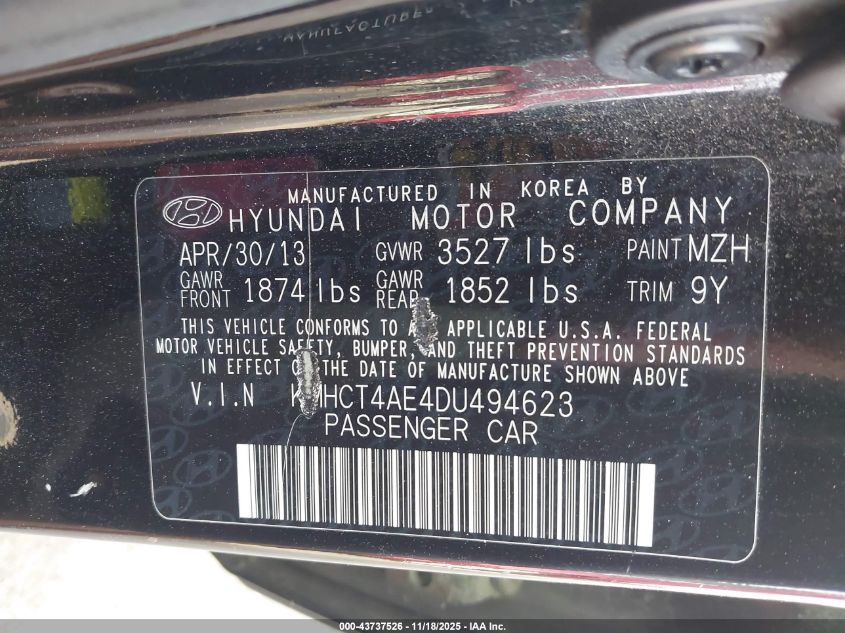 MANUFACTURED IN KOREA BY
HYUNDAI MOTOR COMPANY
APR/30/13 GVWR 3527 lbs PAINT MZH
GAWR FRONT 1874 lbs GAWR REAR 1852 lbs TRIM 9Y
THIS VEHICLE CONFORMS TO APPLICABLE U.S.A. FEDERAL
MOTOR VEHICLE SAFETY, BUMPER, AND THEFT PREVENTION STANDARDS
IN EFFECT THE DATE OF MANUFACTURE SHOWN ABOVE
V.I.N HCT4AE4DU494623
PASSENGER CAR
000-43737526 - 11/18/2025 - IAA Inc.